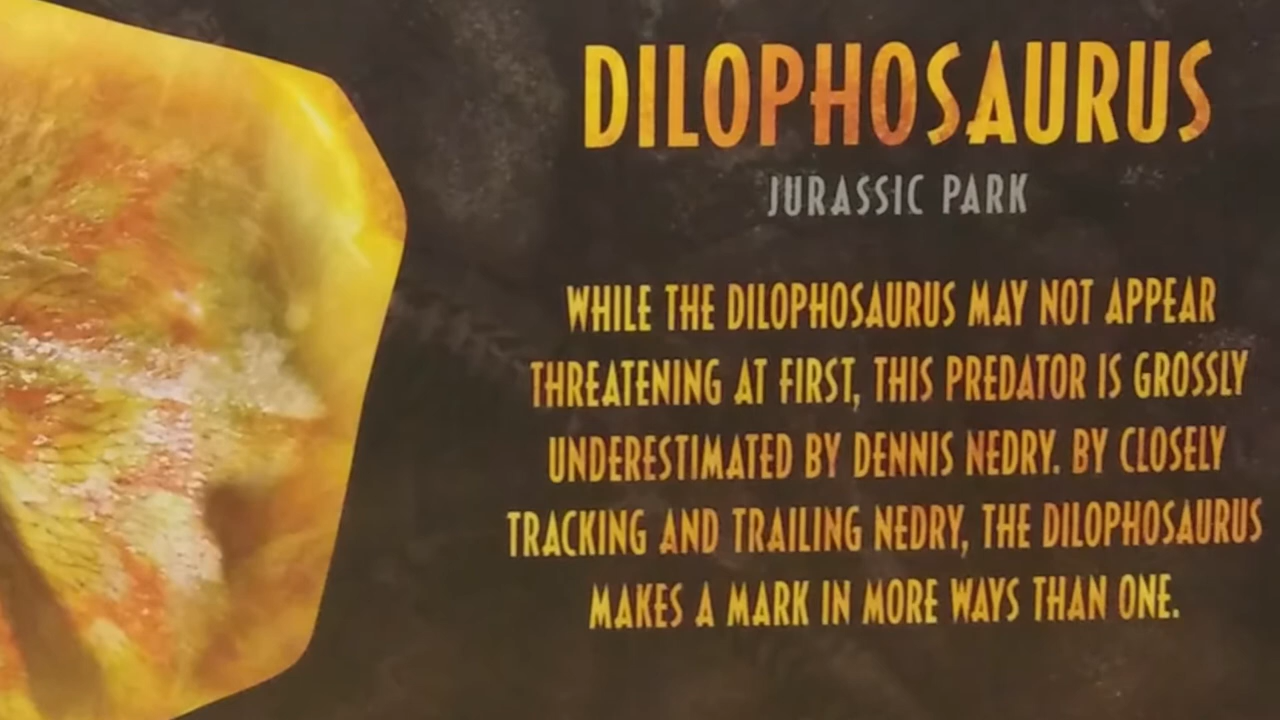 DILOPHOSAURUS
JURASSIC PARK
WHILE THE DILOPHOSAURUS MAY NOT APPEAR
THREATENING AT FIRST, THIS PREDATOR IS GROSSLY
UNDERESTIMATED BY DENNIS NEDRY. BY CLOSELY
TRACKING AND TRAILING NEDRY, THE DILOPHOSAURUS
MAKES A MARK IN MORE WAYS THAN ONE.